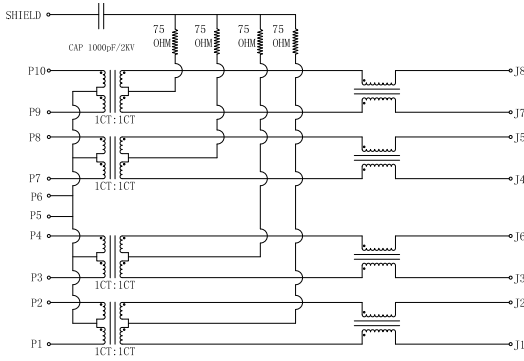 SHIELD
75 OHM
75 OHM
75 OHM
75 OHM
CAP 1000pF/2KV
P10
J8
P9
J7
1CT:1CT
P8
J5
P7
J4
1CT:1CT
P6
P5
P4
J6
P3
J3
1CT:1CT
P2
J2
P1
J1
1CT:1CT